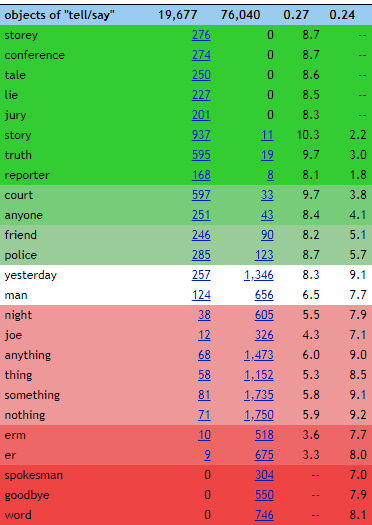 objects of "tell/say" 19,677 76,040 0.27 0.24
storey 276 0 8.7 --
conference 274 0 8.7 --
tale 250 0 8.6 --
lie 227 0 8.5 --
jury 201 0 8.3 --
story 937 11 10.3 2.2
truth 595 19 9.7 3.0
reporter 168 8 8.1 1.8
court 597 33 9.7 3.8
anyone 251 43 8.4 4.1
friend 246 90 8.2 5.1
police 285 123 8.7 5.7
yesterday 257 1,346 8.3 9.1
man 124 656 6.5 7.7
night 38 605 5.5 7.9
joe 12 326 4.3 7.1
anything 68 1,473 6.0 9.0
thing 58 1,152 5.3 8.5
something 81 1,735 5.8 9.1
nothing 71 1,750 5.9 9.2
erm 10 518 3.6 7.7
er 9 675 3.3 8.0
spokesman 0 304 -- 7.0
goodbye 0 550 -- 7.9
word 0 746 -- 8.1